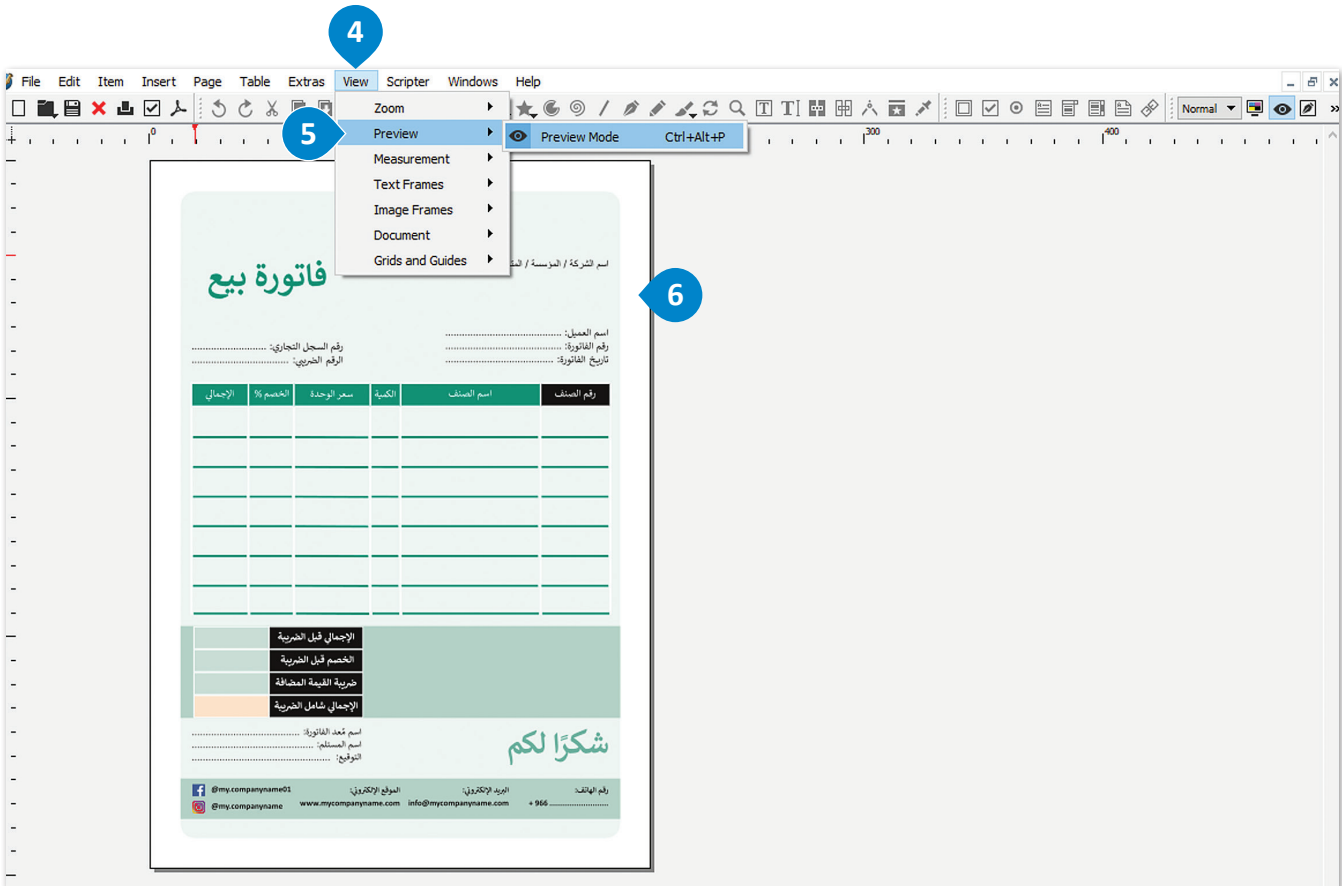 4
File Edit Item Insert Page Table Extras View Scripter Windows Help
Normal
Zoom
5
Preview
Preview Mode Ctrl+Alt+P
Measurement
Text Frames
Image Frames
Document
Grids and Guides
0 300 400
6
اسم الشركة / المؤسسة /
فاتورة بيع
اسم العميل: ......................................
رقم الفاتورة: ......................................
تاريخ الفاتورة: ......................................
رقم السجل التجاري: ..........................
الرقم الضريبي: ..................................
رقم الصنف اسم الصنف الكمية سعر الوحدة الخصم % الإجمالي
الإجمالي قبل الضريبة
الخصم قبل الضريبة
ضريبة القيمة المضافة
الإجمالي شامل الضريبة
شكرًا لكم
اسم مُعد الفاتورة: ..................................
اسم المستلم: ......................................
التوقيع: ..............................................
رقم الهاتف: البريد الإلكتروني: الموقع الإلكتروني:
@my.companyname01
+ 966 ........................ info@mycompanyname.com www.mycompanyname.com
@my.companyname